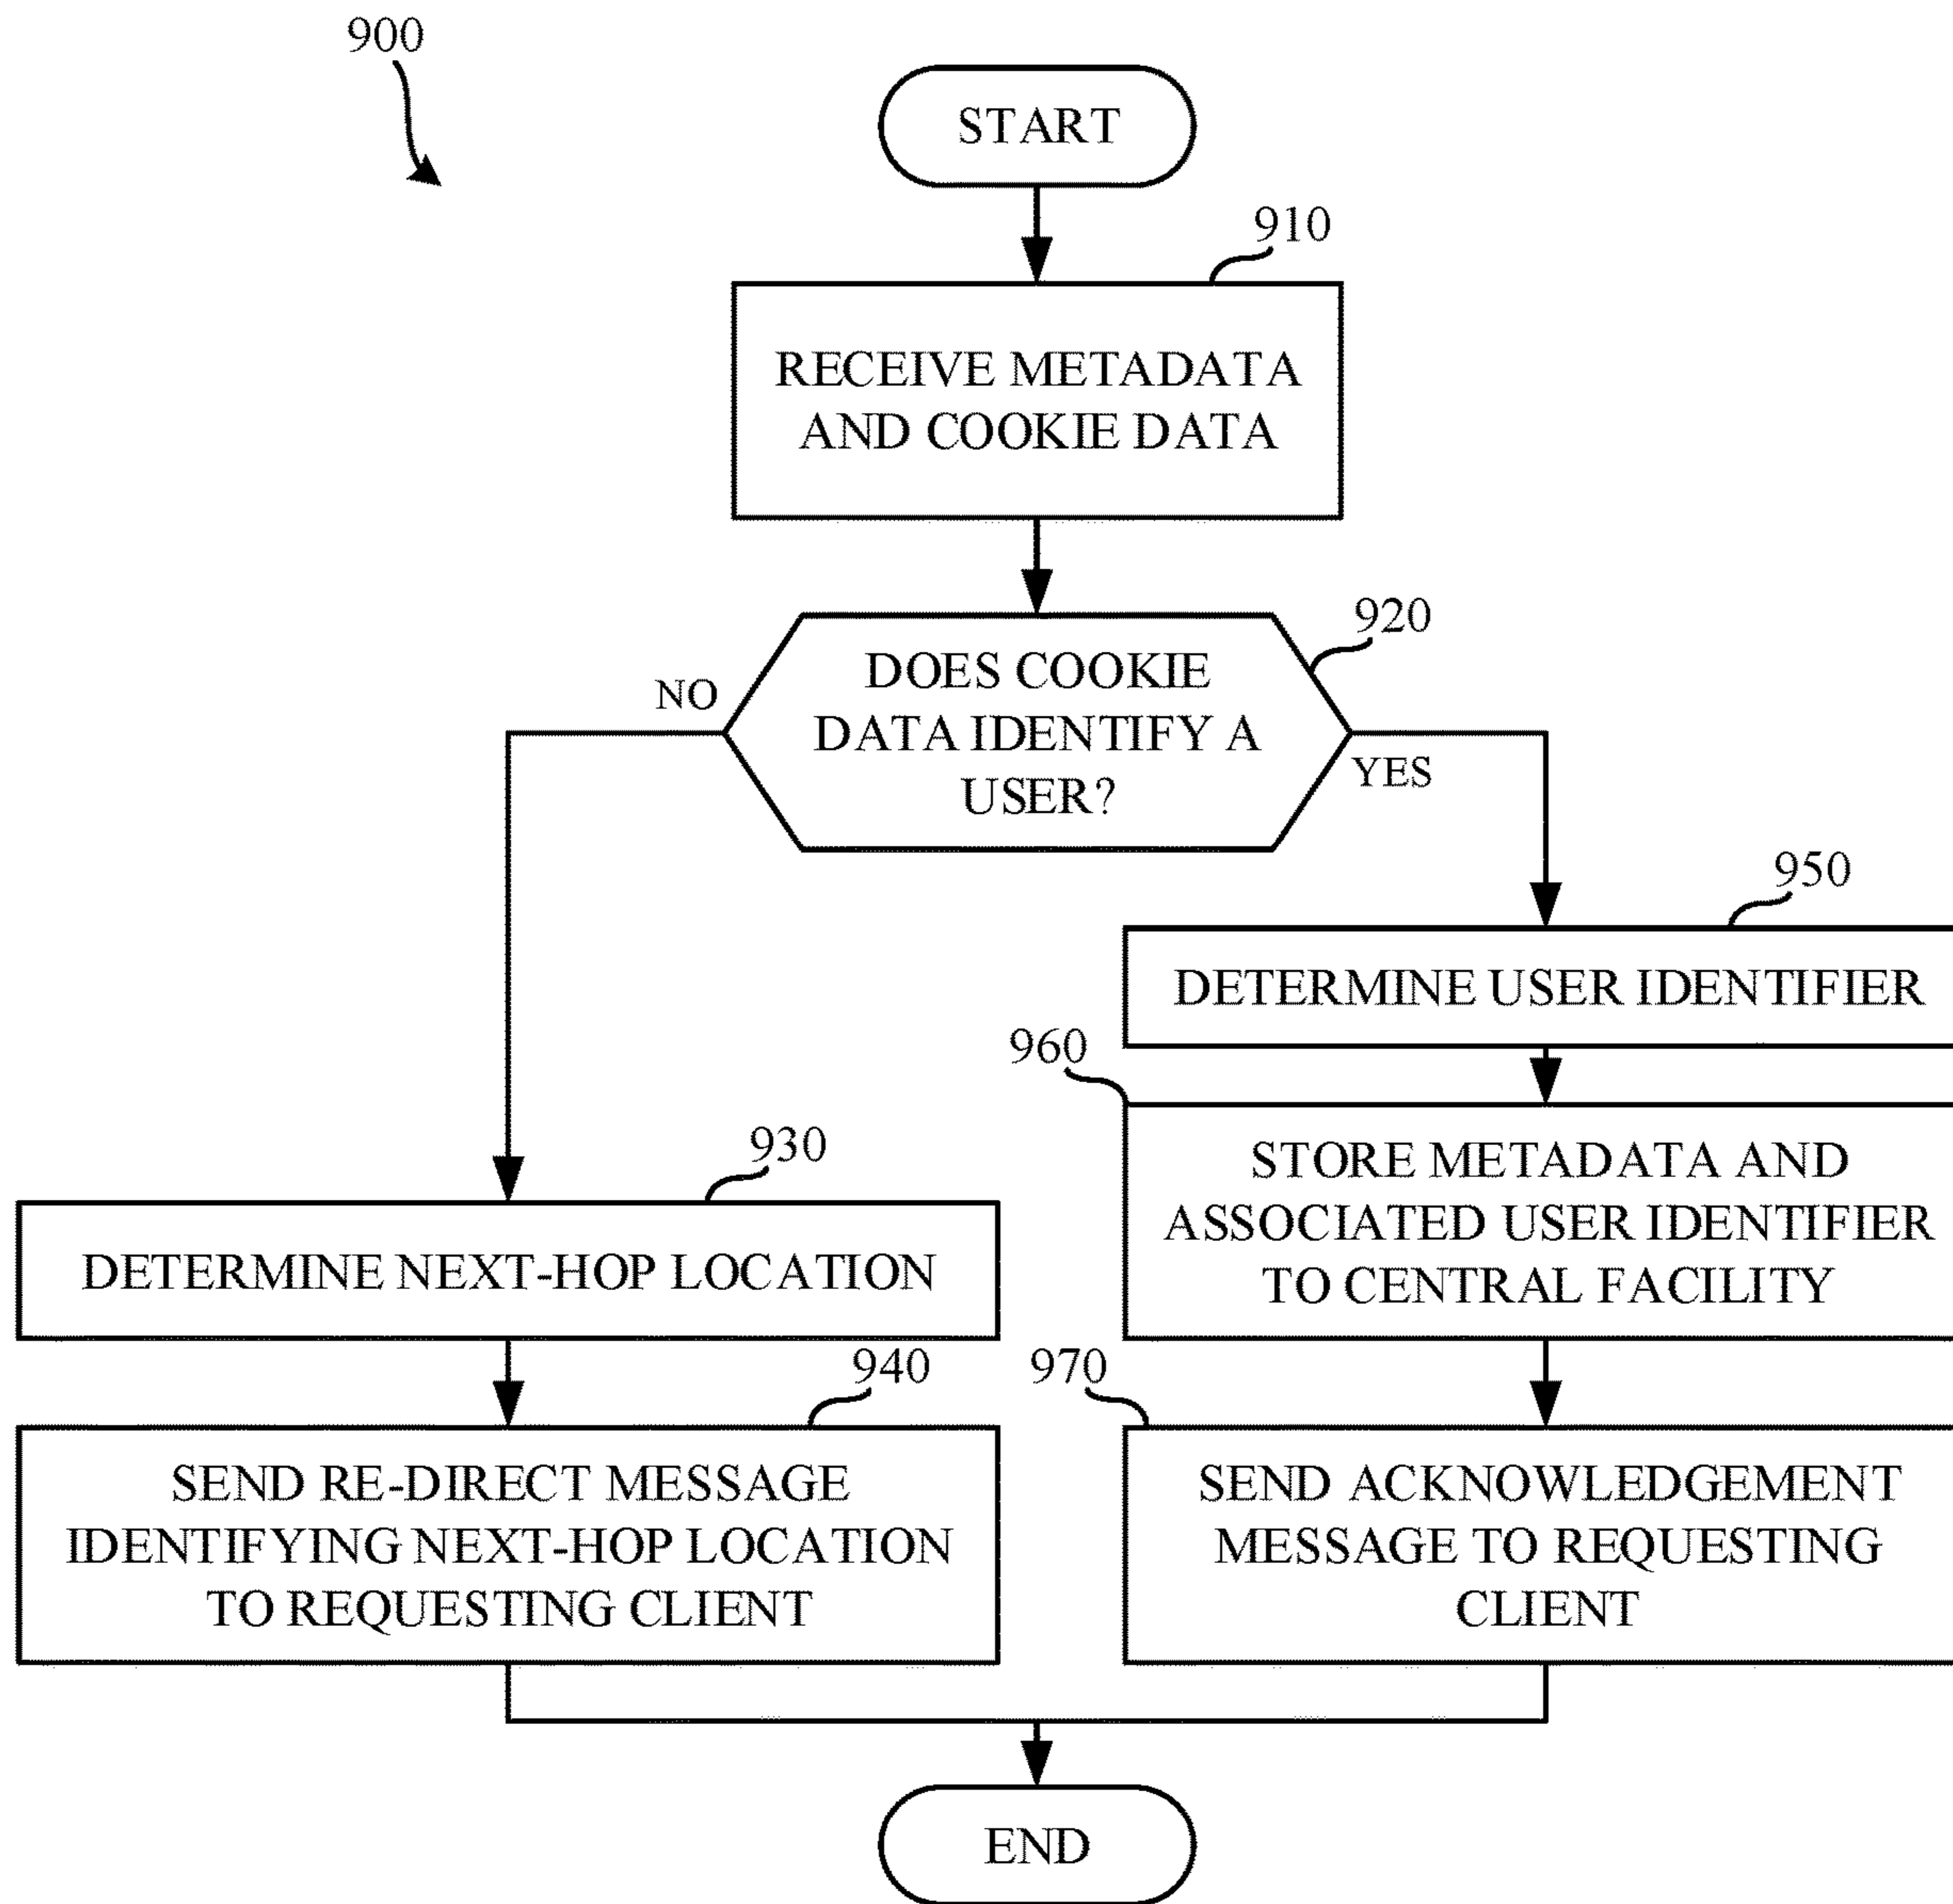 900
START
910
RECEIVE METADATA
AND COOKIE DATA
920
DOES COOKIE
DATA IDENTIFY A
USER?
NO
YES
950
DETERMINE USER IDENTIFIER
960
STORE METADATA AND
ASSOCIATED USER IDENTIFIER
TO CENTRAL FACILITY
930
DETERMINE NEXT-HOP LOCATION
940
SEND RE-DIRECT MESSAGE
IDENTIFYING NEXT-HOP LOCATION
TO REQUESTING CLIENT
970
SEND ACKNOWLEDGEMENT
MESSAGE TO REQUESTING
CLIENT
END